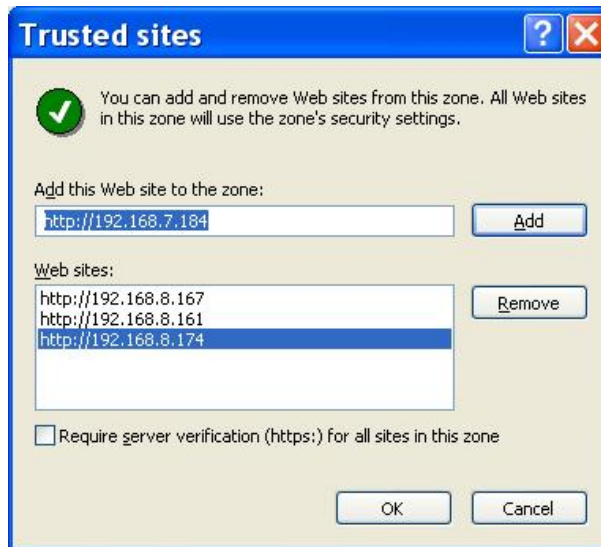 Trusted sites
You can add and remove Web sites from this zone. All Web sites
in this zone will use the zone's security settings.
Add this Web site to the zone:
http://192.168.7.184
Add
Web sites:
http://192.168.8.167
http://192.168.8.161
http://192.168.8.174
Remove
Require server verification (https:) for all sites in this zone
OK
Cancel